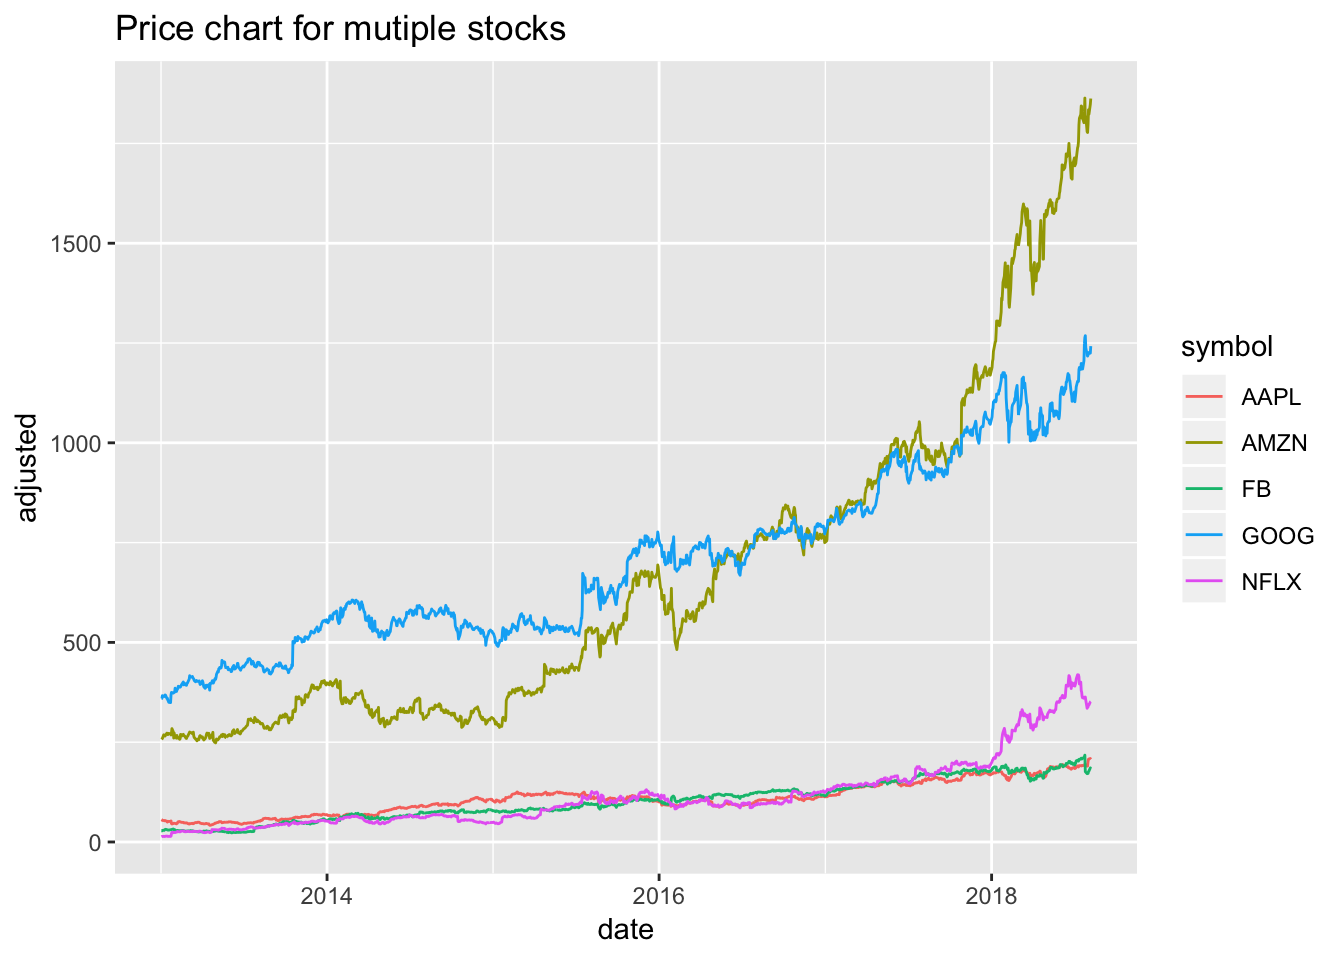 Price chart for mutiple stocks
adjusted
1500
1000
500
0
2014
2016
2018
date
symbol
AAPL
AMZN
FB
GOOG
NFLX